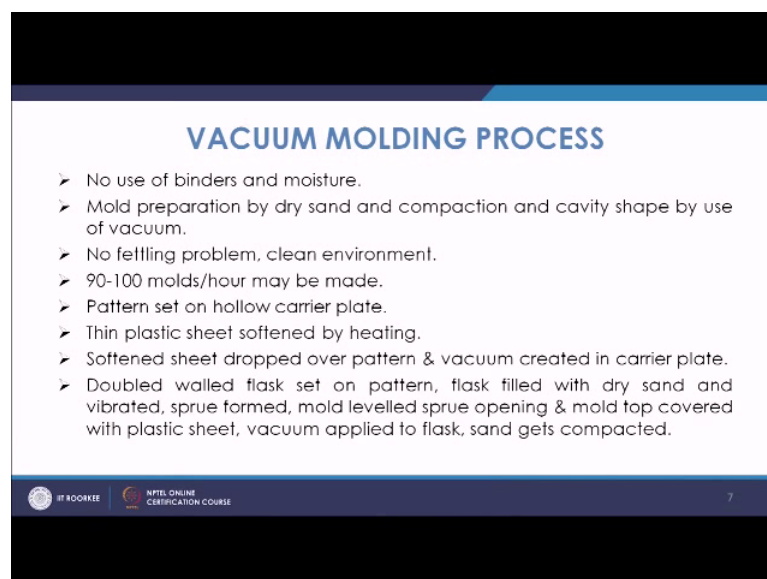 VACUUM MOLDING PROCESS
➤ No use of binders and moisture.
➤ Mold preparation by dry sand and compaction and cavity shape by use
of vacuum.
➤ No fettling problem, clean environment.
➤ 90-100 molds/hour may be made.
➤ Pattern set on hollow carrier plate.
➤ Thin plastic sheet softened by heating.
➤ Softened sheet dropped over pattern & vacuum created in carrier plate.
➤ Doubled walled flask set on pattern, flask filled with dry sand and
vibrated, sprue formed, mold levelled sprue opening & mold top covered
with plastic sheet, vacuum applied to flask, sand gets compacted.
IIT ROORKEE
NPTEL ONLINE
CERTIFICATION COURSE
7